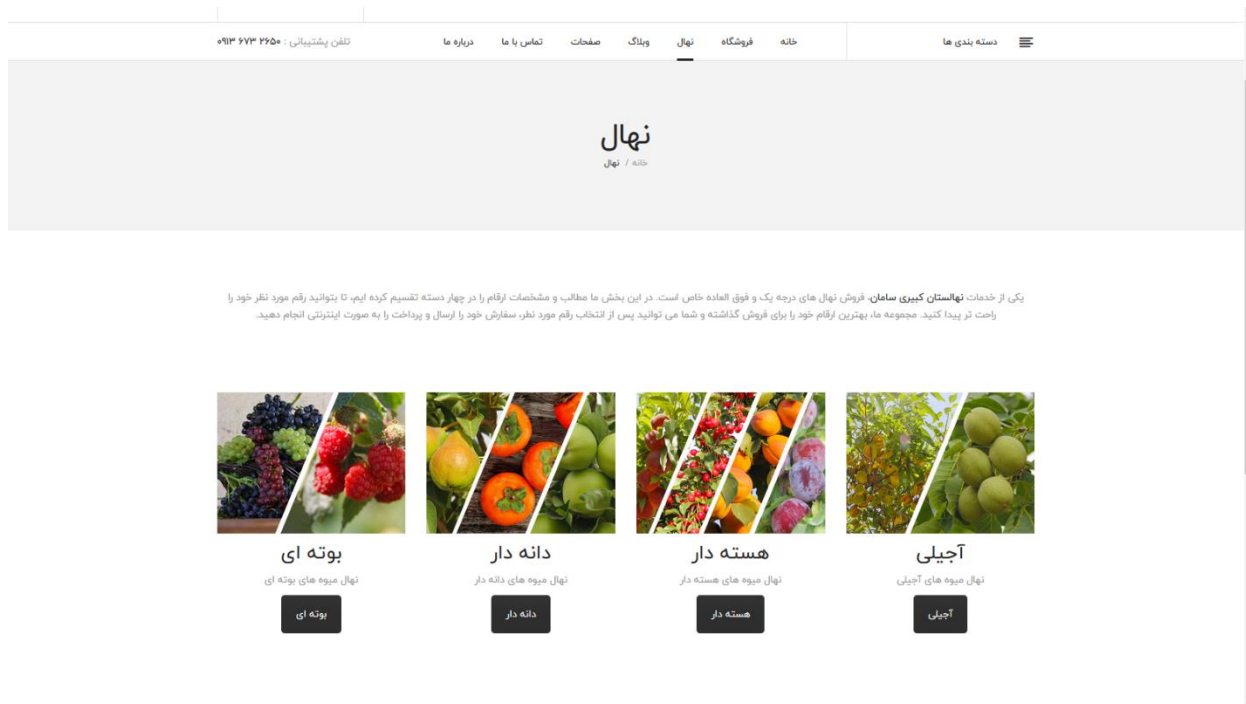 دسته بندی ها
خانه فروشگاه نهال وبلاگ صفحات تماس با ما درباره ما
تلفن پشتیبانی : ۰۹۱۳ ۶۷۳ ۲۶۵۰
نهال
خانه / نهال
یکی از خدمات نهالستان کبیری سامان، فروش نهال های درجه یک و فوق العاده خاص است. در این بخش ما مطالب و مشخصات ارقام را در چهار دسته تقسیم کرده ایم، تا بتوانید رقم مورد نظر خود را
راحت تر پیدا کنید. مجموعه ما، بهترین ارقام خود را برای فروش گذاشته و شما می توانید پس از انتخاب رقم مورد نظر، سفارش خود را ارسال و پرداخت را به صورت اینترنتی انجام دهید.
آجیلی
نهال میوه های آجیلی
آجیلی
هسته دار
نهال میوه های هسته دار
هسته دار
دانه دار
نهال میوه های دانه دار
دانه دار
بوته ای
نهال میوه های بوته ای
بوته ای